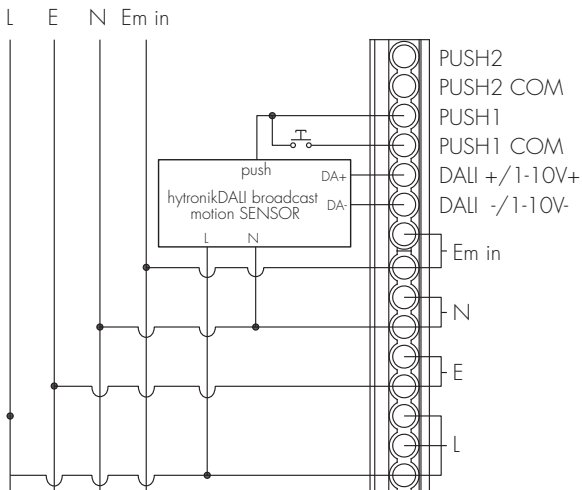 L E N Em in
PUSH2
PUSH2 COM
PUSH1
PUSH1 COM
push
DA+
DALI +/1-10V+
hytronikDALI broadcast
motion SENSOR
DA-
DALI -/1-10V-
L N
Em in
N
E
L